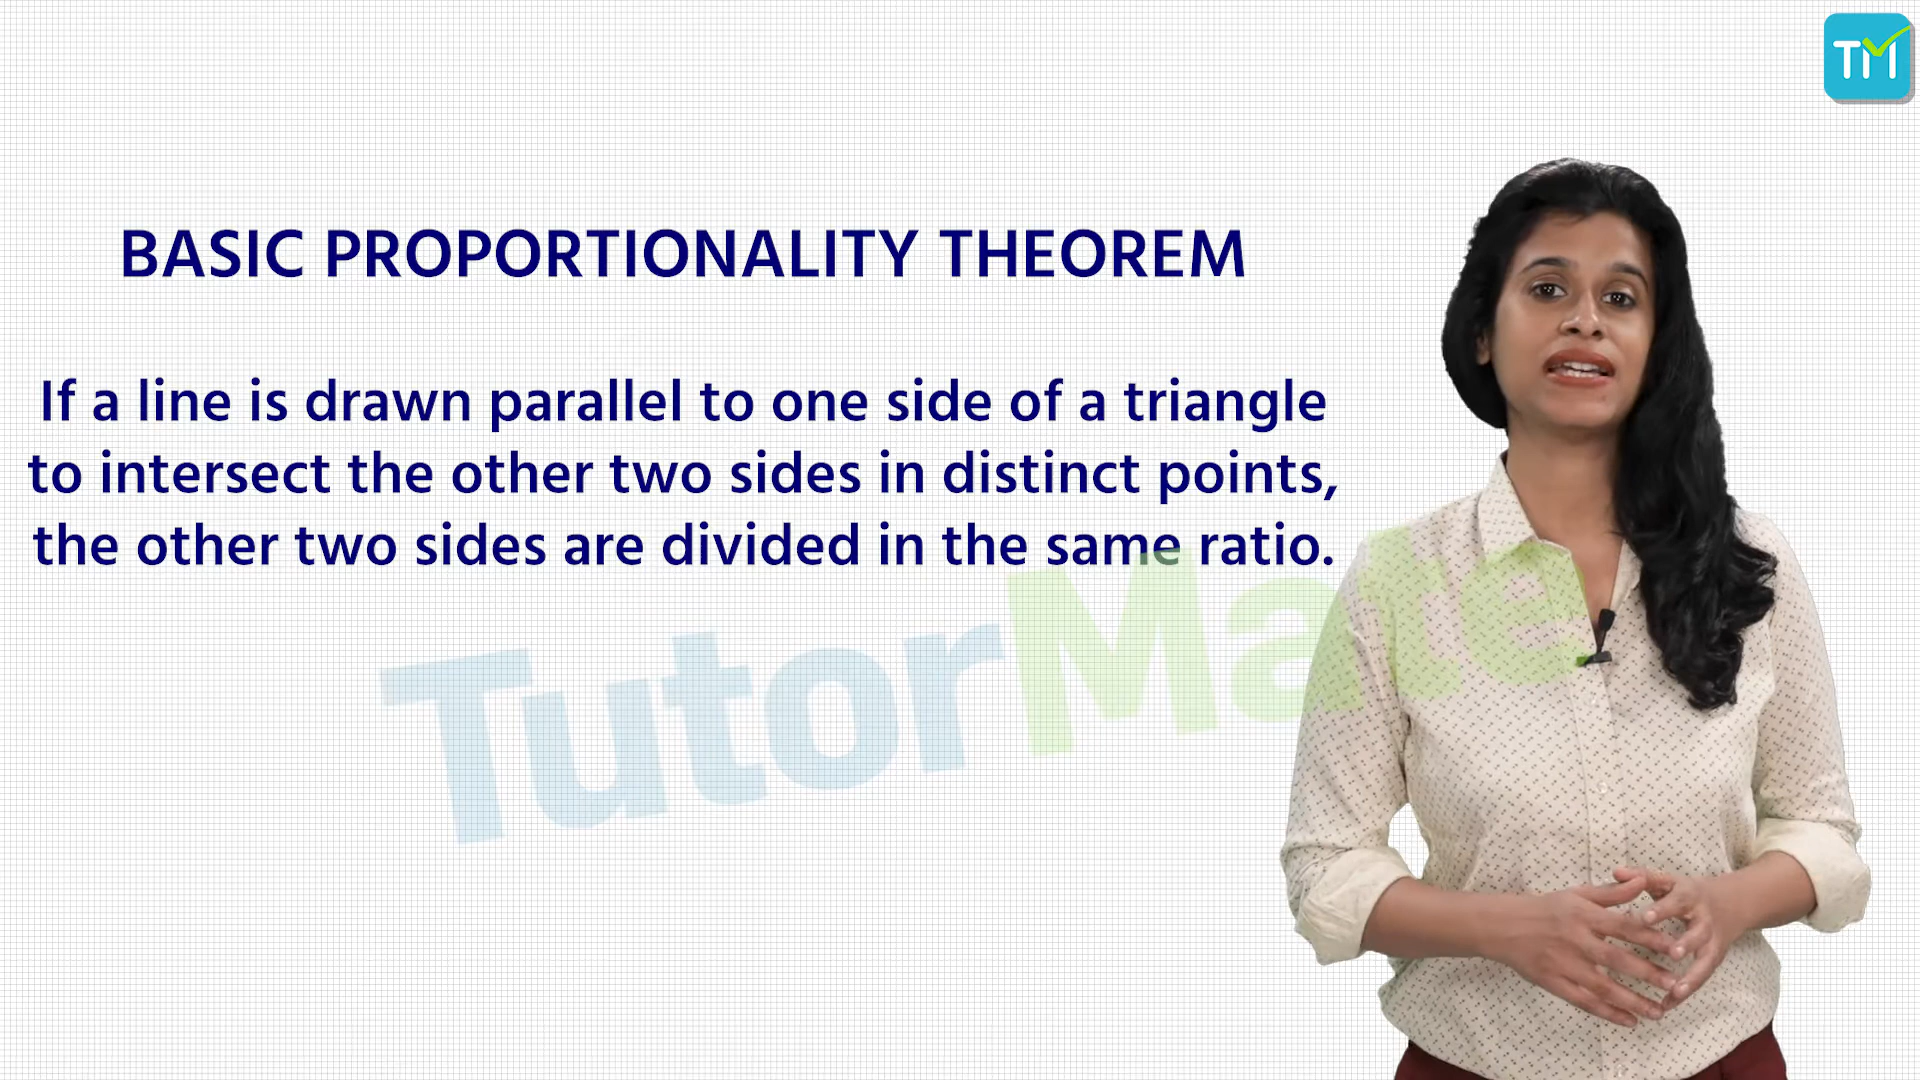 TM
BASIC PROPORTIONALITY THEOREM
If a line is drawn parallel to one side of a triangle
to intersect the other two sides in distinct points,
the other two sides are divided in the same ratio.
TutorMate